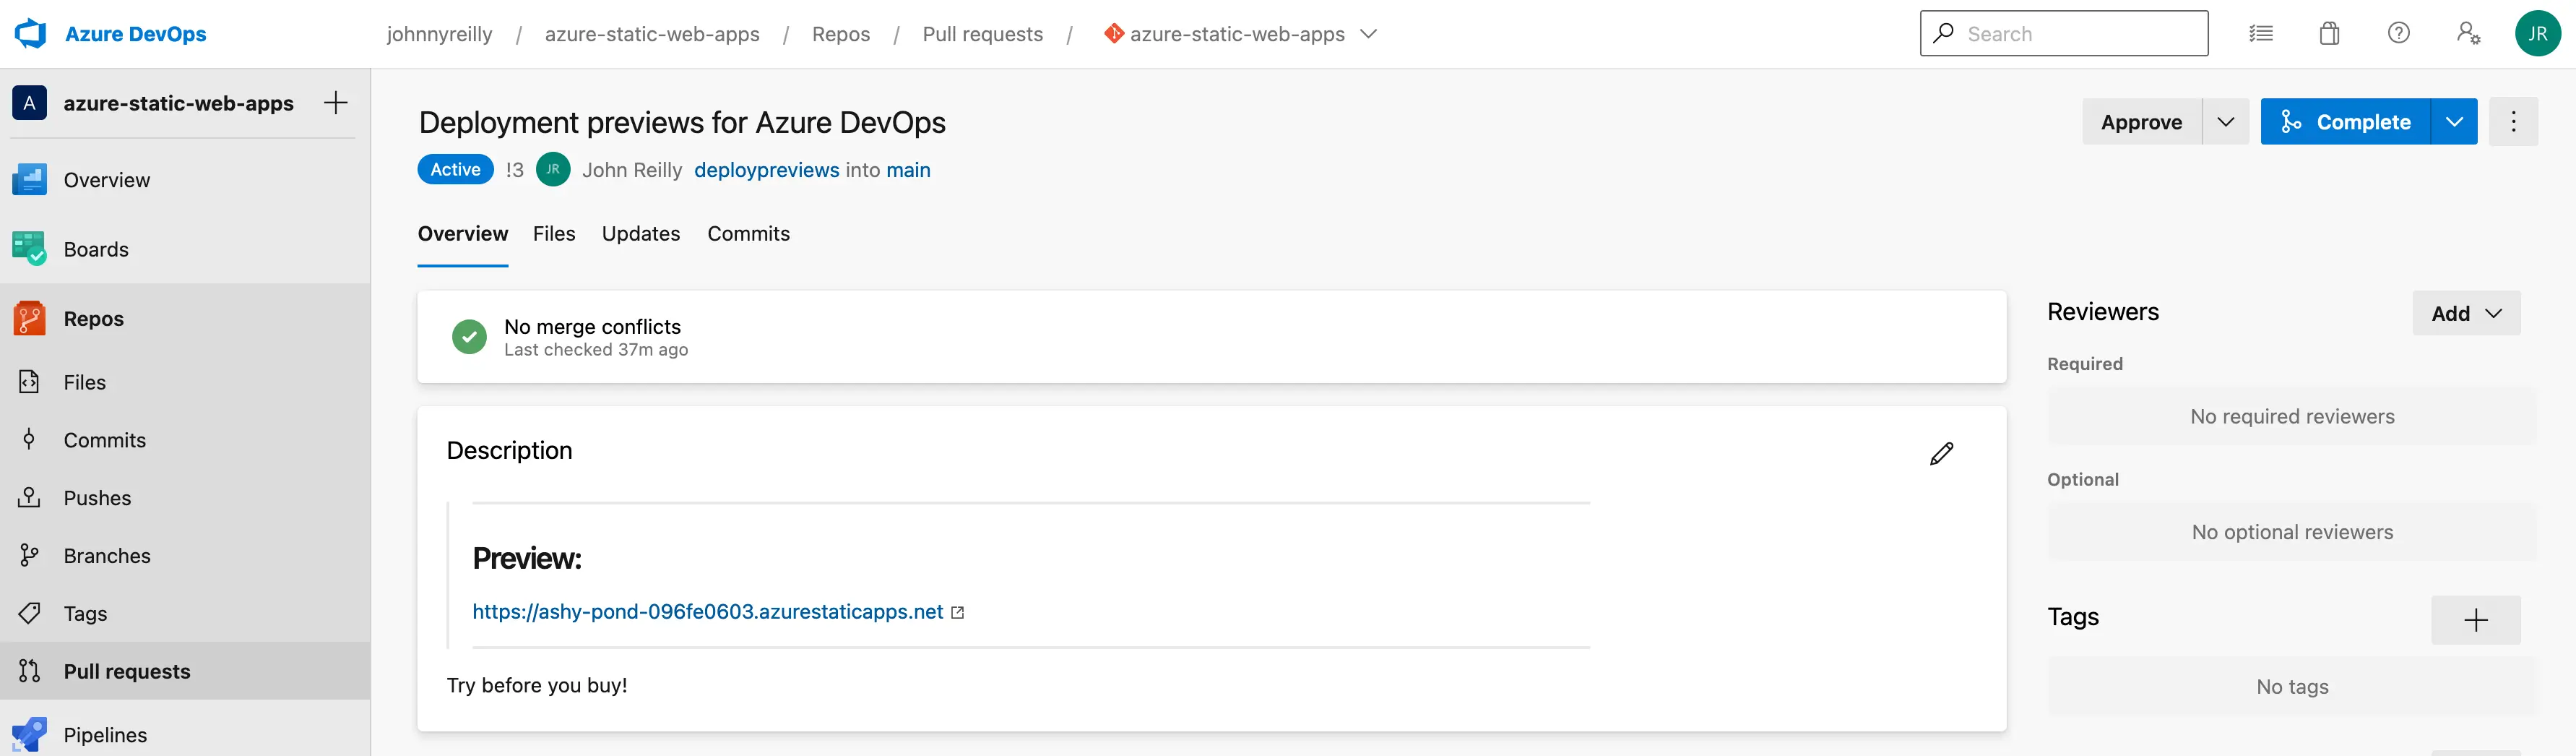 Azure DevOps
johnnyreilly / azure-static-web-apps / Repos / Pull requests / azure-static-web-apps
Search
JR
A azure-static-web-apps
Overview
Boards
Repos
Files
Commits
Pushes
Branches
Tags
Pull requests
Pipelines
Deployment previews for Azure DevOps
Approve
Complete
Active !3 JR John Reilly deploypreviews into main
Overview Files Updates Commits
No merge conflicts
Last checked 37m ago
Description
Preview:
https://ashy-pond-096fe0603.azurestaticapps.net
Try before you buy!
Reviewers
Add
Required
No required reviewers
Optional
No optional reviewers
Tags
No tags